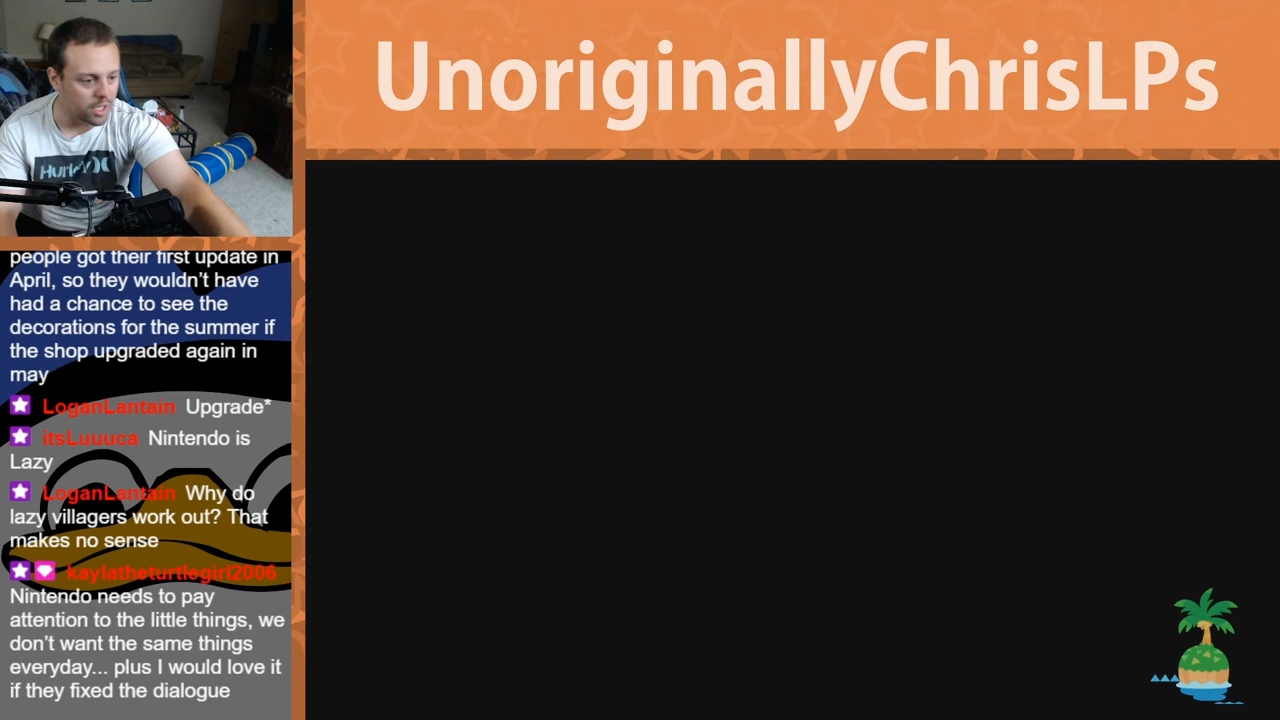 UnoriginallyChrisLPs
Hurley
people got their first update in
April, so they wouldn't have
had a chance to see the
decorations for the summer if
the shop upgraded again in
may
LoganLantain Upgrade*
itsLuuuca Nintendo is
Lazy
LoganLantain Why do
lazy villagers work out? That
makes no sense
kaylatheturtlegirl2006
Nintendo needs to pay
attention to the little things, we
don't want the same things
everyday... plus I would love it
if they fixed the dialogue